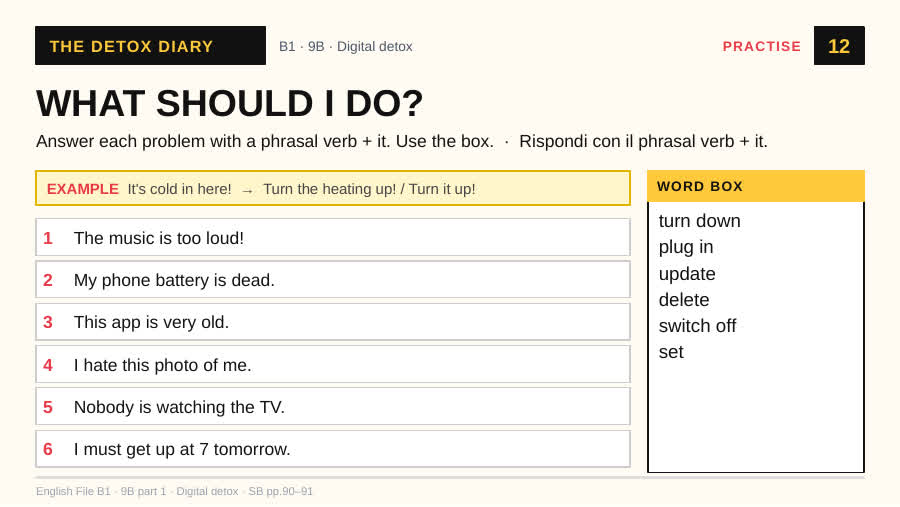 THE DETOX DIARY
B1 · 9B · Digital detox
PRACTISE
12
WHAT SHOULD I DO?
Answer each problem with a phrasal verb + it. Use the box. · Rispondi con il phrasal verb + it.
EXAMPLE It's cold in here! → Turn the heating up! / Turn it up!
1 The music is too loud!
2 My phone battery is dead.
3 This app is very old.
4 I hate this photo of me.
5 Nobody is watching the TV.
6 I must get up at 7 tomorrow.
WORD BOX
turn down
plug in
update
delete
switch off
set
English File B1 · 9B part 1 · Digital detox · SB pp.90–91